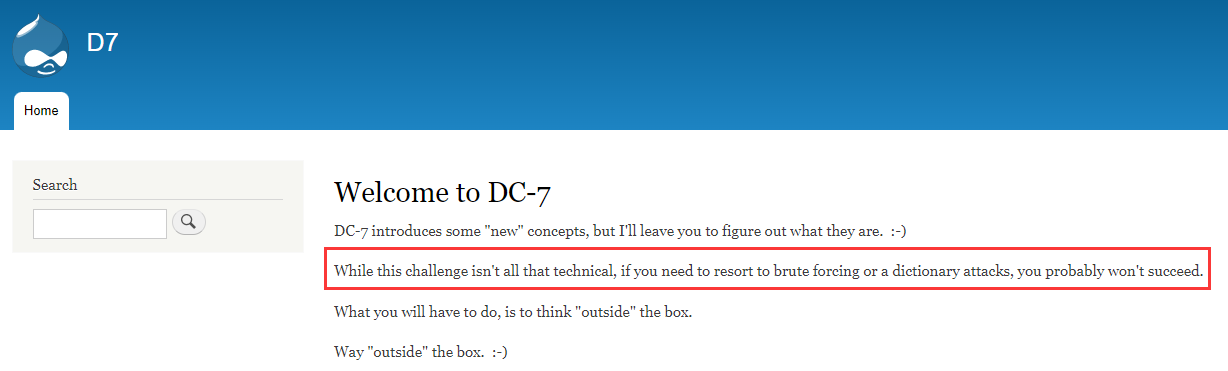 D7
Home
Search
Welcome to DC-7
DC-7 introduces some "new" concepts, but I'll leave you to figure out what they are.  :-)
While this challenge isn't all that technical, if you need to resort to brute forcing or a dictionary attacks, you probably won't succeed.
What you will have to do, is to think "outside" the box.
Way "outside" the box.  :-)